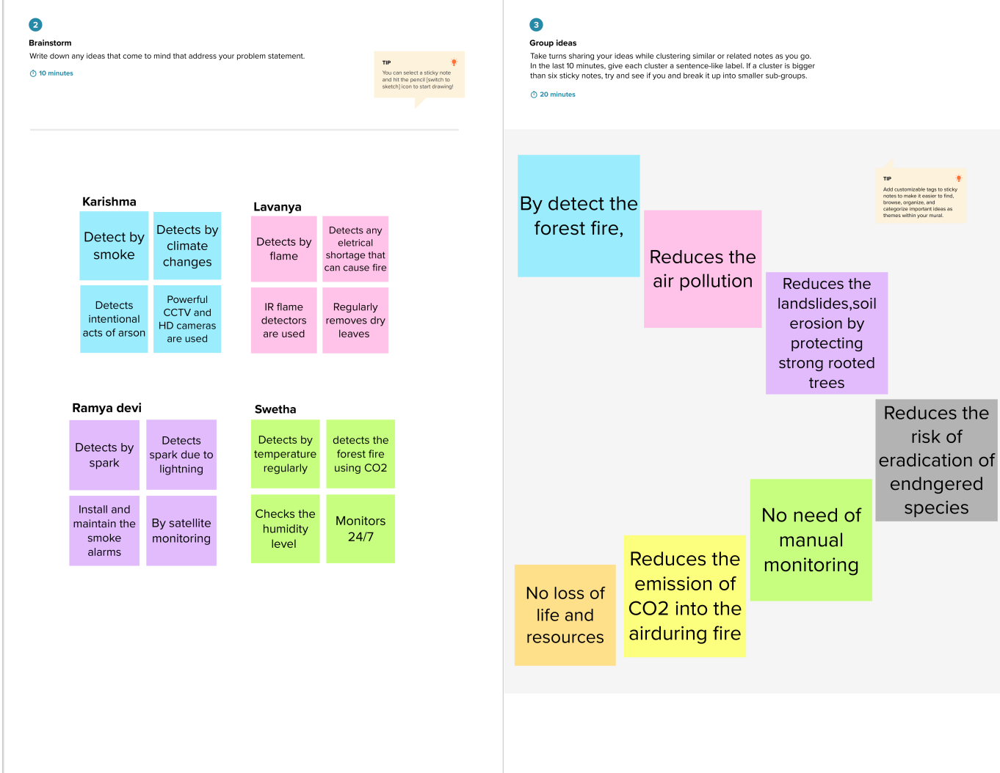 2
Brainstorm
Write down any ideas that come to mind that address your problem statement.
10 minutes
TIP
You can select a sticky note
and hit the pencil [switch to
sketch] icon to start drawing!
Karishma
Detect by
smoke
Detects by
climate
changes
Detects
intentional
acts of arson
Powerful
CCTV and
HD cameras
are used
Lavanya
Detects by
flame
Detects any
eletrical
shortage that
can cause fire
IR flame
detectors
are used
Regularly
removes dry
leaves
Ramya devi
Detects by
spark
Detects
spark due to
lightning
Install and
maintain the
smoke
alarms
By satellite
monitoring
Swetha
Detects by
temperature
regularly
detects the
forest fire
using CO2
Checks the
humidity
level
Monitors
24/7
3
Group ideas
Take turns sharing your ideas while clustering similar or related notes as you go.
In the last 10 minutes, give each cluster a sentence-like label. If a cluster is bigger
than six sticky notes, try and see if you and break it up into smaller sub-groups.
20 minutes
TIP
Add customizable tags to sticky
notes to make it easier to find,
browse, organize, and
categorize important ideas as
themes within your mural.
By detect the
forest fire,
Reduces the
air pollution
Reduces the
landslides,soil
erosion by
protecting
strong rooted
trees
Reduces the
risk of
eradication of
endngered
species
No need of
manual
monitoring
Reduces the
emission of
CO2 into the
airduring fire
No loss of
life and
resources